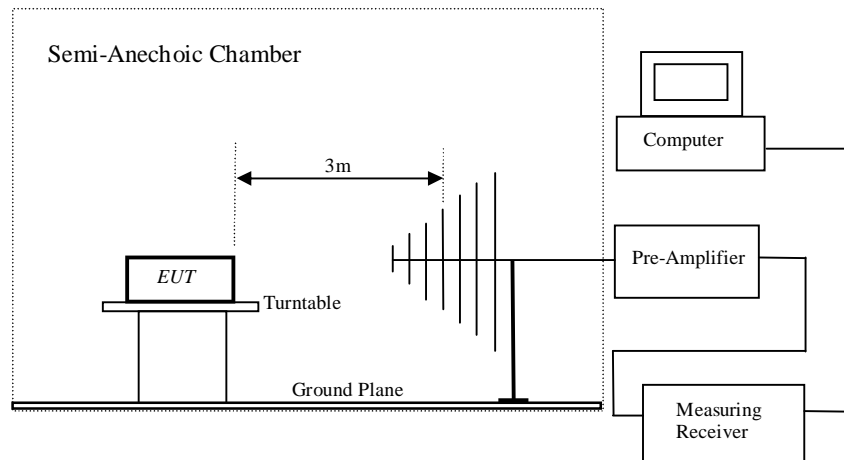 Semi-Anechoic Chamber
Computer
3m
Pre-Amplifier
EUT
Turntable
Ground Plane
Measuring
Receiver